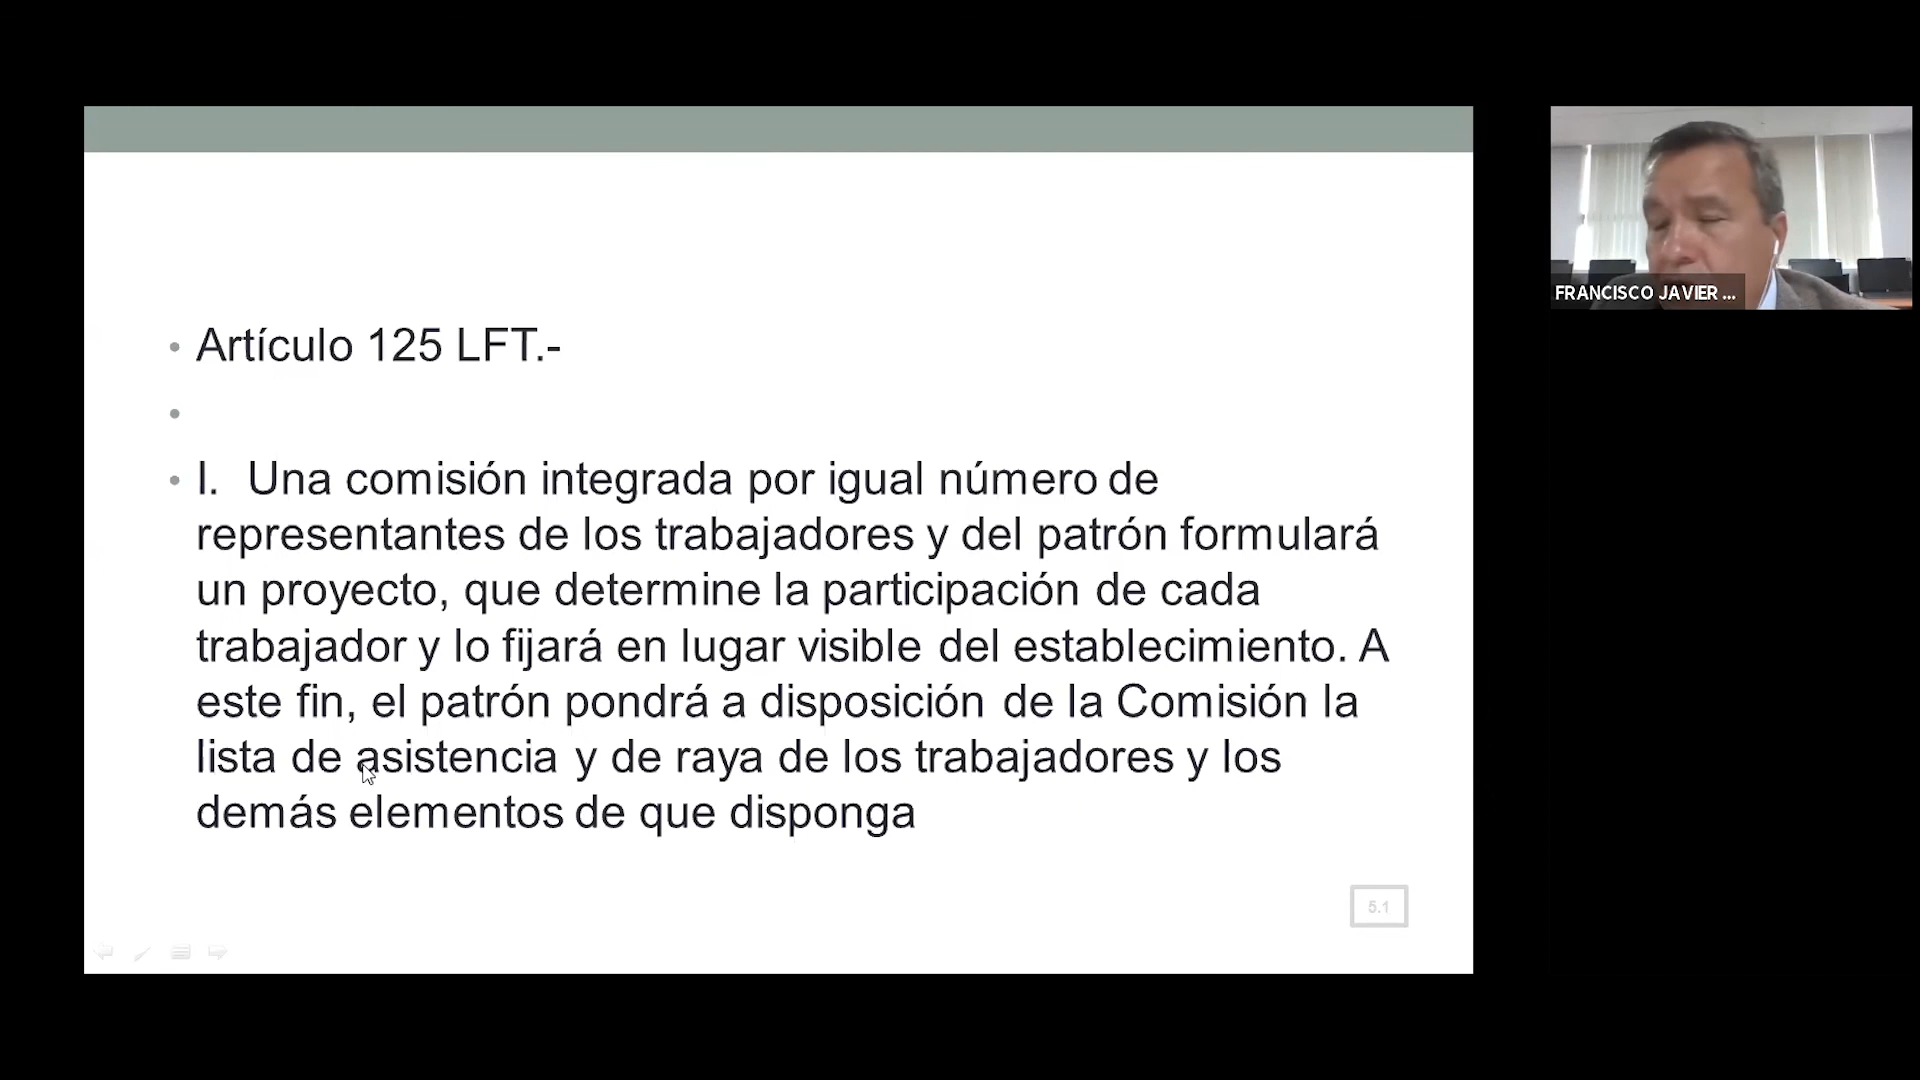 Artículo 125 LFT.-
I. Una comisión integrada por igual número de
representantes de los trabajadores y del patrón formulará
un proyecto, que determine la participación de cada
trabajador y lo fijará en lugar visible del establecimiento. A
este fin, el patrón pondrá a disposición de la Comisión la
lista de asistencia y de raya de los trabajadores y los
demás elementos de que disponga
5.1
FRANCISCO JAVIER ...